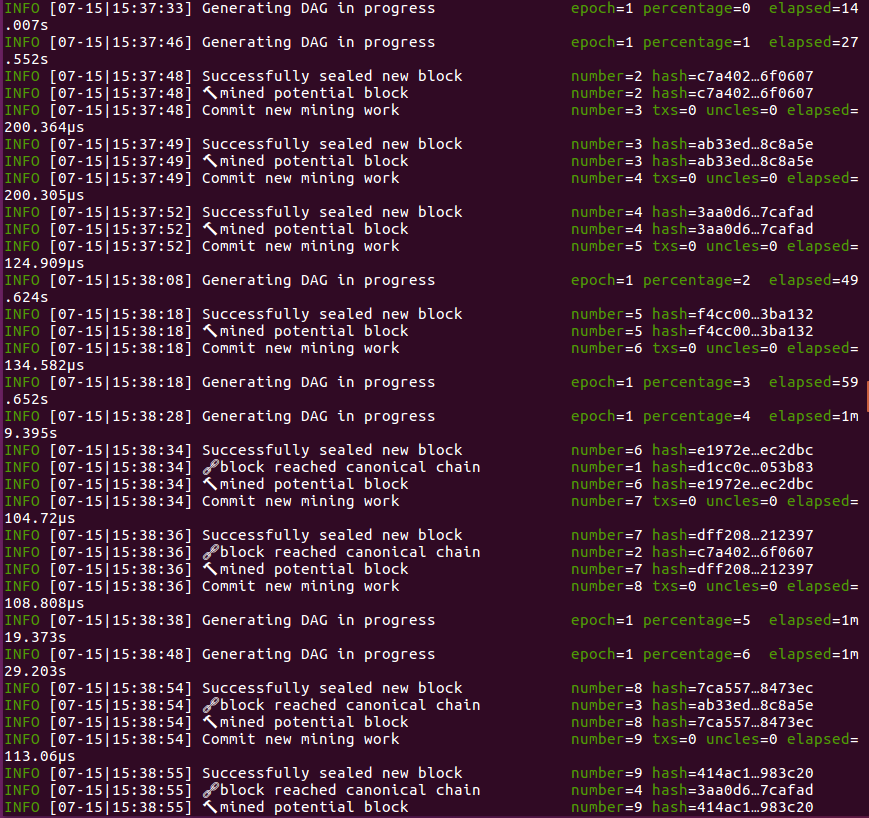 INFO [07-15|15:37:33] Generating DAG in progress epoch=1 percentage=0 elapsed=14
.007s
INFO [07-15|15:37:46] Generating DAG in progress epoch=1 percentage=1 elapsed=27
.552s
INFO [07-15|15:37:48] Successfully sealed new block number=2 hash=c7a402…6f0607
INFO [07-15|15:37:48] 🔨mined potential block number=2 hash=c7a402…6f0607
INFO [07-15|15:37:48] Commit new mining work number=3 txs=0 uncles=0 elapsed=
200.364µs
INFO [07-15|15:37:49] Successfully sealed new block number=3 hash=ab33ed…8c8a5e
INFO [07-15|15:37:49] 🔨mined potential block number=3 hash=ab33ed…8c8a5e
INFO [07-15|15:37:49] Commit new mining work number=4 txs=0 uncles=0 elapsed=
200.305µs
INFO [07-15|15:37:52] Successfully sealed new block number=4 hash=3aa0d6…7cafad
INFO [07-15|15:37:52] 🔨mined potential block number=4 hash=3aa0d6…7cafad
INFO [07-15|15:37:52] Commit new mining work number=5 txs=0 uncles=0 elapsed=
124.909µs
INFO [07-15|15:38:08] Generating DAG in progress epoch=1 percentage=2 elapsed=49
.624s
INFO [07-15|15:38:18] Successfully sealed new block number=5 hash=f4cc00…3ba132
INFO [07-15|15:38:18] 🔨mined potential block number=5 hash=f4cc00…3ba132
INFO [07-15|15:38:18] Commit new mining work number=6 txs=0 uncles=0 elapsed=
134.582µs
INFO [07-15|15:38:18] Generating DAG in progress epoch=1 percentage=3 elapsed=59
.652s
INFO [07-15|15:38:28] Generating DAG in progress epoch=1 percentage=4 elapsed=1m
9.395s
INFO [07-15|15:38:34] Successfully sealed new block number=6 hash=e1972e…ec2dbc
INFO [07-15|15:38:34] 🔗block reached canonical chain number=1 hash=d1cc0c…053b83
INFO [07-15|15:38:34] 🔨mined potential block number=6 hash=e1972e…ec2dbc
INFO [07-15|15:38:34] Commit new mining work number=7 txs=0 uncles=0 elapsed=
104.72µs
INFO [07-15|15:38:36] Successfully sealed new block number=7 hash=dff208…212397
INFO [07-15|15:38:36] 🔗block reached canonical chain number=2 hash=c7a402…6f0607
INFO [07-15|15:38:36] 🔨mined potential block number=7 hash=dff208…212397
INFO [07-15|15:38:36] Commit new mining work number=8 txs=0 uncles=0 elapsed=
108.808µs
INFO [07-15|15:38:38] Generating DAG in progress epoch=1 percentage=5 elapsed=1m
19.373s
INFO [07-15|15:38:48] Generating DAG in progress epoch=1 percentage=6 elapsed=1m
29.203s
INFO [07-15|15:38:54] Successfully sealed new block number=8 hash=7ca557…8473ec
INFO [07-15|15:38:54] 🔗block reached canonical chain number=3 hash=ab33ed…8c8a5e
INFO [07-15|15:38:54] 🔨mined potential block number=8 hash=7ca557…8473ec
INFO [07-15|15:38:54] Commit new mining work number=9 txs=0 uncles=0 elapsed=
113.06µs
INFO [07-15|15:38:55] Successfully sealed new block number=9 hash=414ac1…983c20
INFO [07-15|15:38:55] 🔗block reached canonical chain number=4 hash=3aa0d6…7cafad
INFO [07-15|15:38:55] 🔨mined potential block number=9 hash=414ac1…983c20